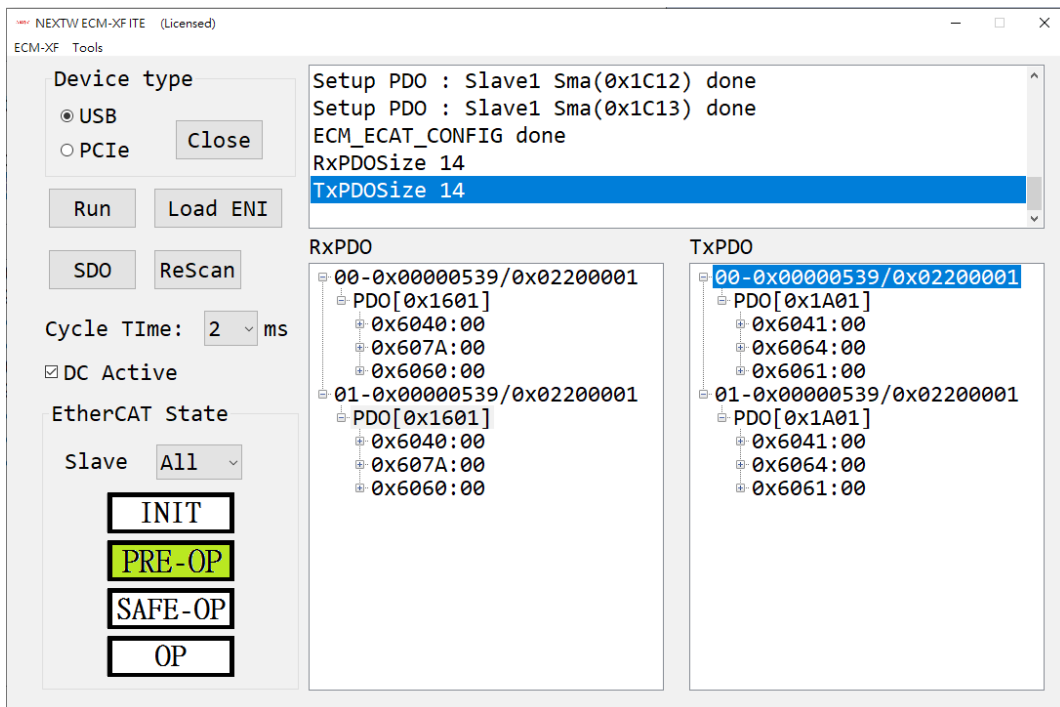 NEXTW ECM-XF ITE (Licensed)
ECM-XF Tools
Device type
USB
PCIe
Close
Run
Load ENI
SDO
ReScan
Cycle TIme: 2 ms
DC Active
EtherCAT State
Slave All
INIT
PRE-OP
SAFE-OP
OP
Setup PDO : Slave1 Sma(0x1C12) done
Setup PDO : Slave1 Sma(0x1C13) done
ECM_ECAT_CONFIG done
RxPDOSize 14
TxPDOSize 14
RxPDO
00-0x00000539/0x02200001
PDO[0x1601]
0x6040:00
0x607A:00
0x6060:00
01-0x00000539/0x02200001
PDO[0x1601]
0x6040:00
0x607A:00
0x6060:00
TxPDO
00-0x00000539/0x02200001
PDO[0x1A01]
0x6041:00
0x6064:00
0x6061:00
01-0x00000539/0x02200001
PDO[0x1A01]
0x6041:00
0x6064:00
0x6061:00